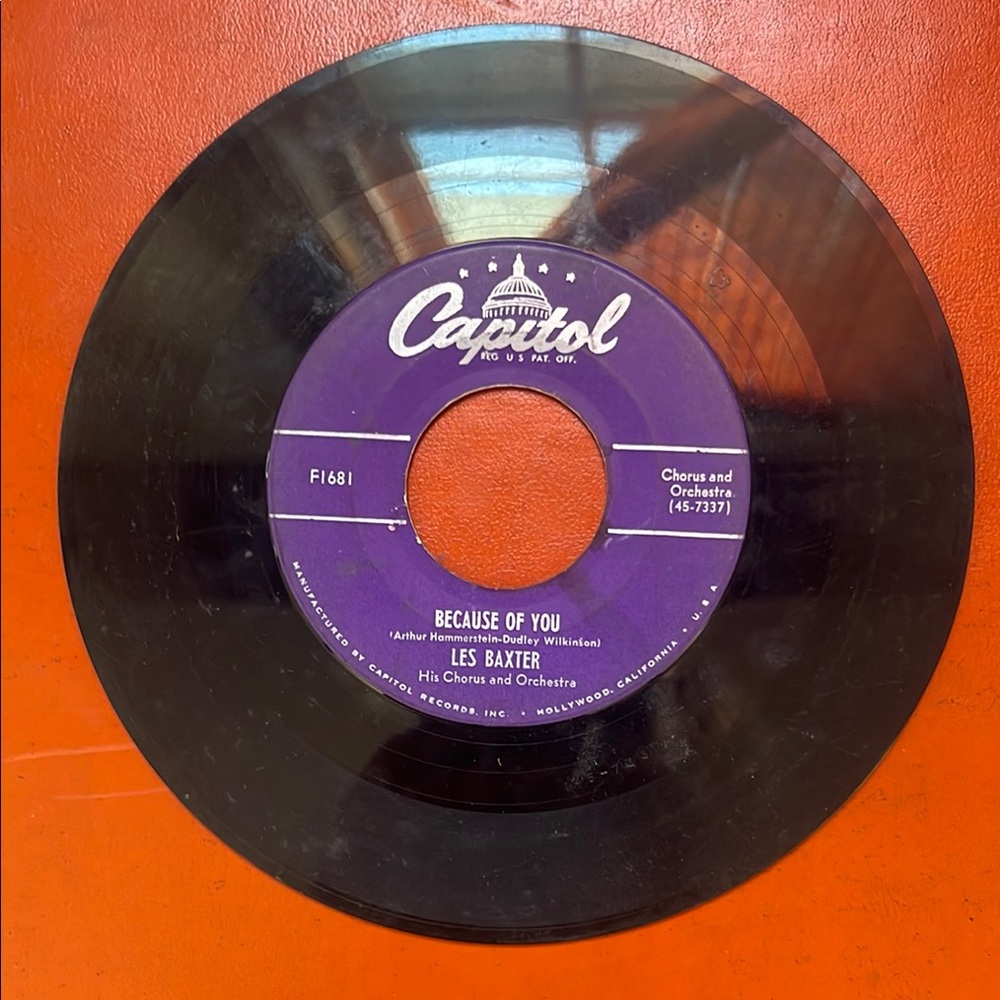 Capitol
REG U S PAT. OFF.
F1681
Chorus and
Orchestra
(45-7337)
BECAUSE OF YOU
(Arthur Hammerstein-Dudley Wilkinson)
LES BAXTER
His Chorus and Orchestra
MANUFACTURED BY CAPITOL RECORDS, INC. • HOLLYWOOD, CALIFORNIA • U. S. A